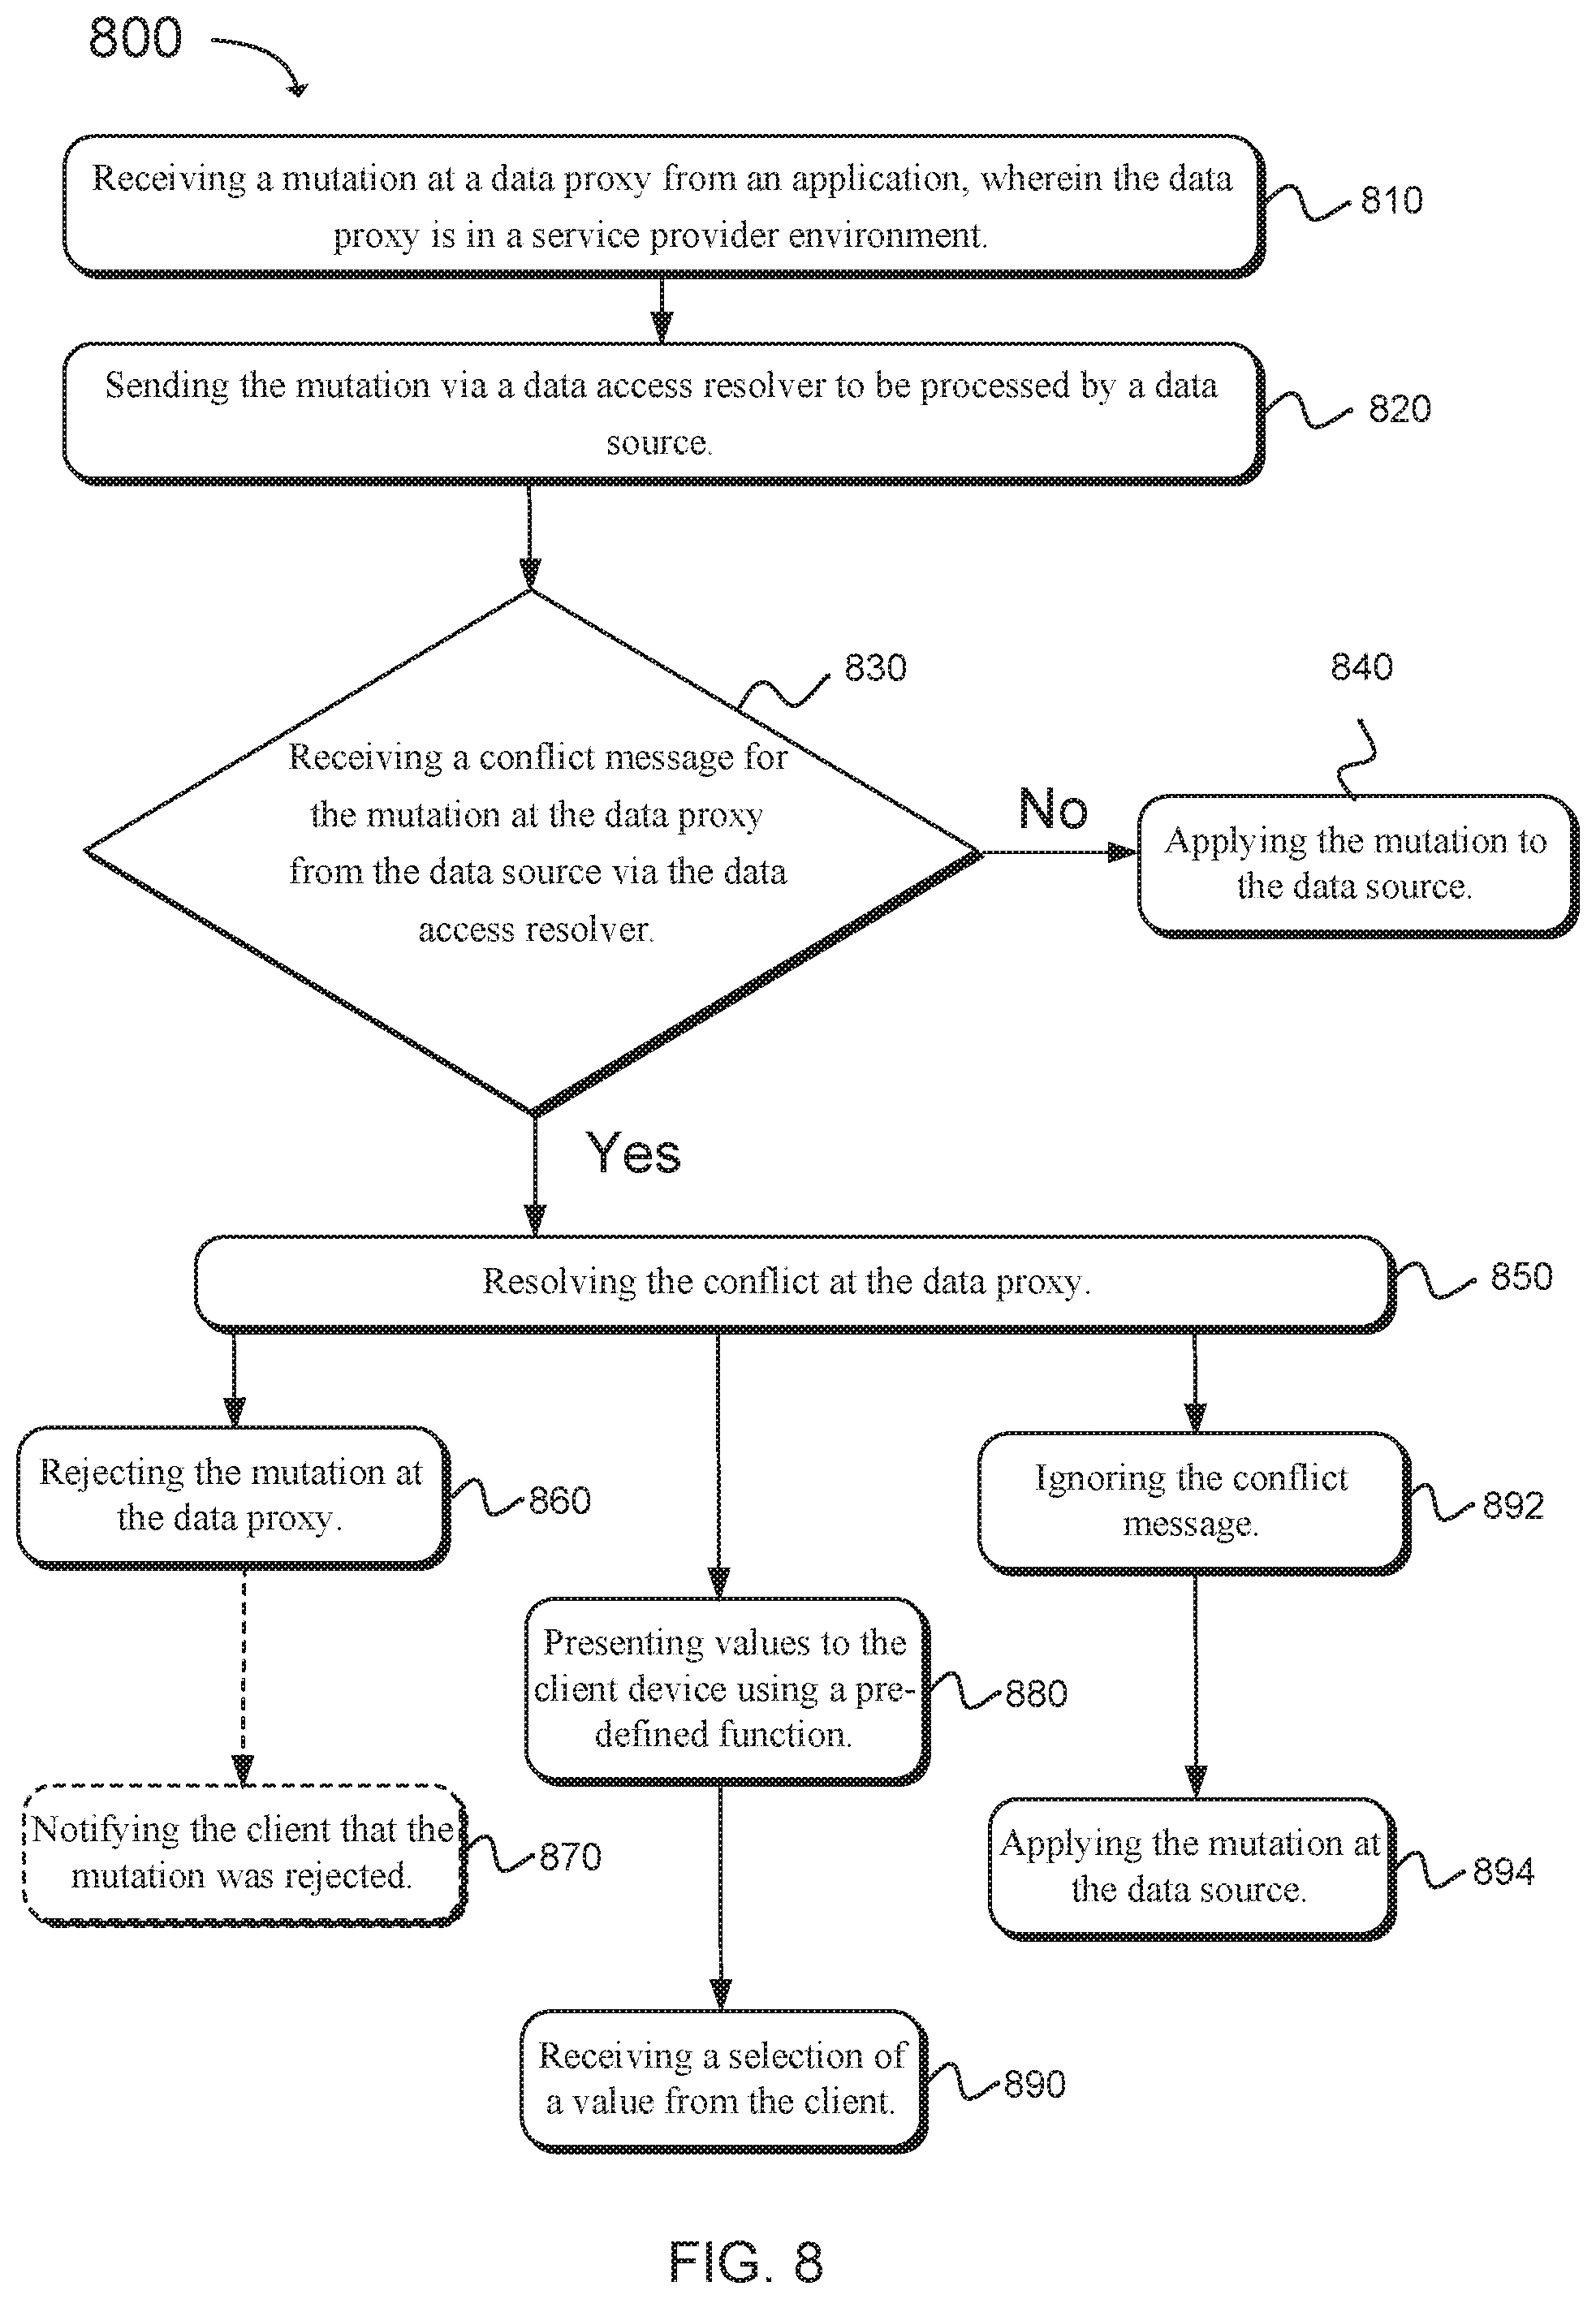 800
Receiving a mutation at a data proxy from an application, wherein the data
proxy is in a service provider environment.
810
Sending the mutation via a data access resolver to be processed by a data
source.
820
830
Receiving a conflict message for
the mutation at the data proxy
from the data source via the data
access resolver.
No
840
Applying the mutation to
the data source.
Yes
Resolving the conflict at the data proxy.
850
Rejecting the mutation at
the data proxy.
860
Ignoring the conflict
message.
892
Presenting values to the
client device using a pre-
defined function.
880
Notifying the client that the
mutation was rejected.
870
Applying the mutation at
the data source.
894
Receiving a selection of
a value from the client.
890
FIG. 8